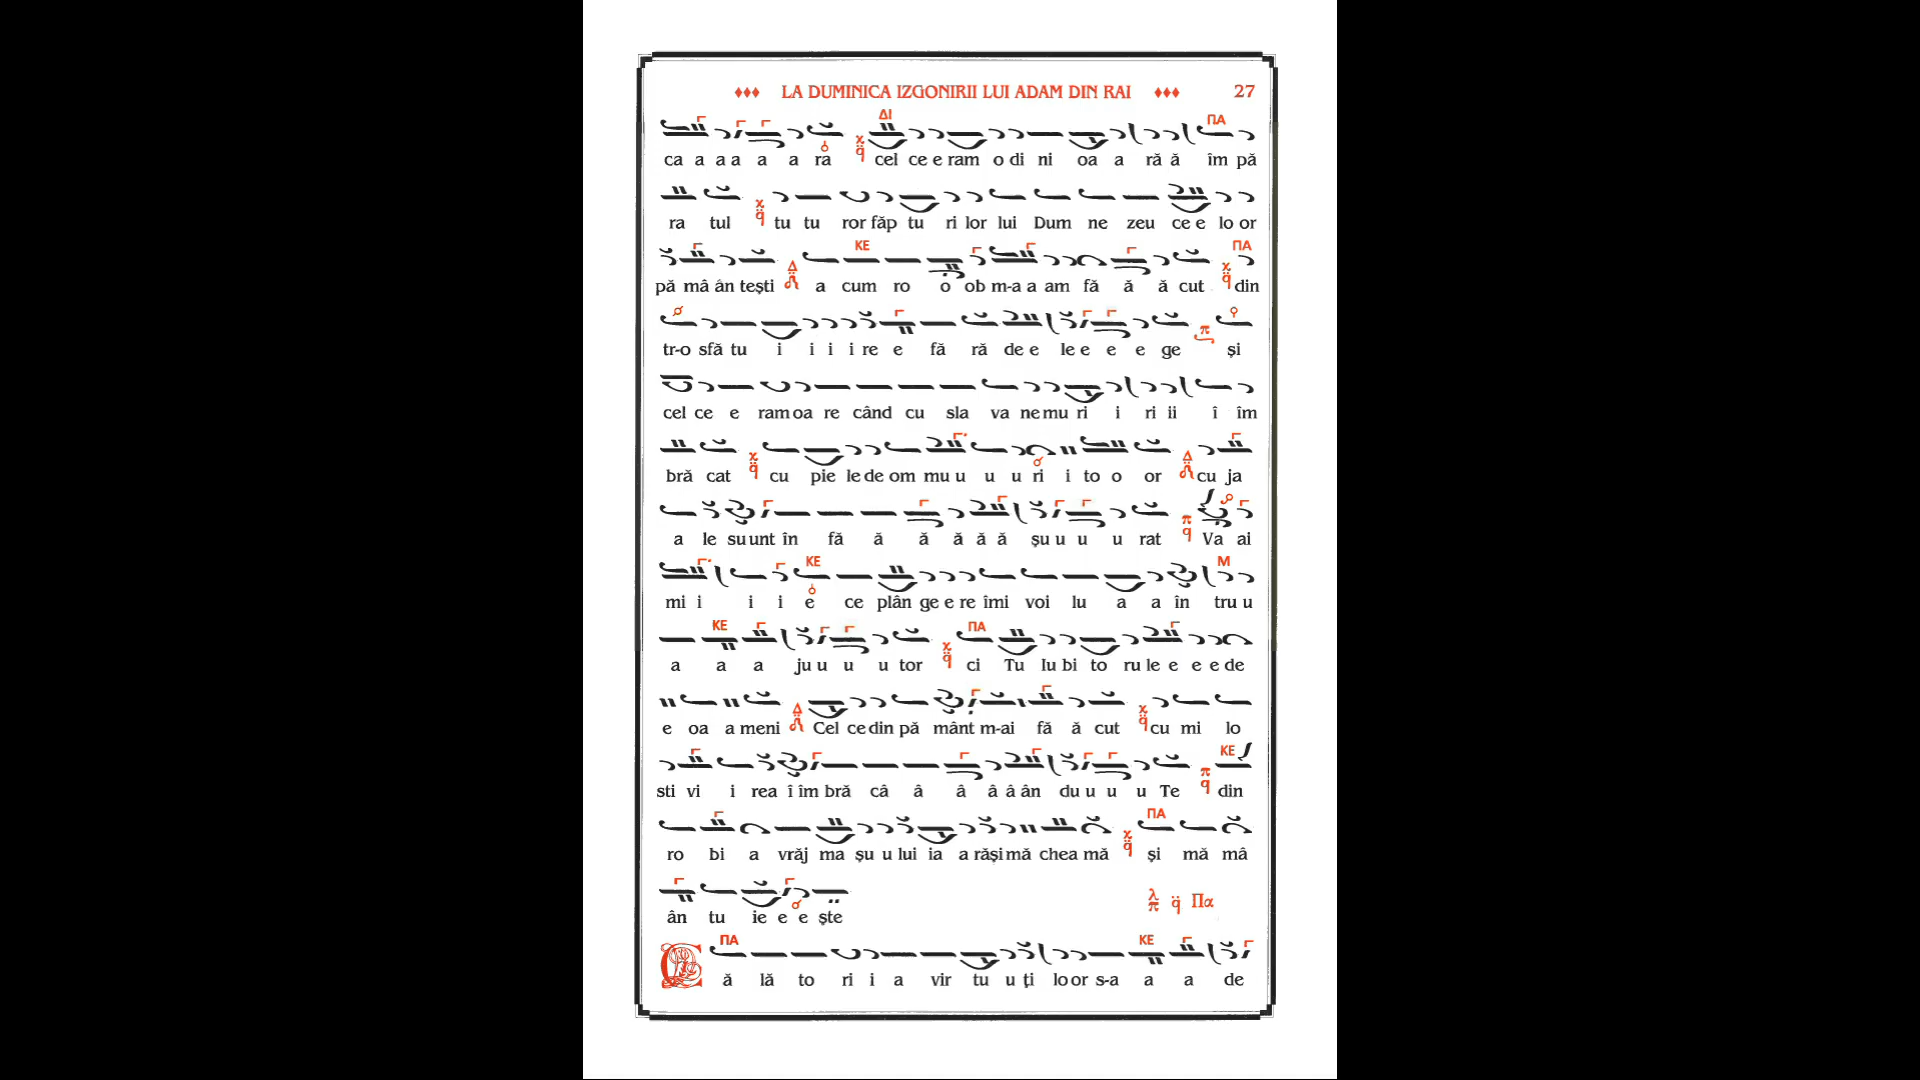 LA DUMINICA IZGONIRII LUI ADAM DIN RAI 27
ca a a a a a ra cel ce e ram o di ni oa a ră ă îm pă
ra tul tu tu ror făp tu ri lor lui Dum ne zeu ce e lo or
pă mâ ân tești a cum ro o ob m-a a am fă ă ă cut din
tr-o sfă tu i i i i re e fă ră de e le e e e ge și
cel ce e ram oa re când cu sla va ne mu ri i ri ii î îm
bră cat cu pie le de om mu u u u ri i to o or cu ja
a le su unt în fă ă ă ă ă ă șu u u u rat Va ai
mi i i i e ce plân ge e re îmi voi lu a a în tru u
a a a ju u u u tor ci Tu Iu bi to ru le e e e de
e oa a meni Cel ce din pă mânt m-ai fă ă cut cu mi lo
sti vi i rea î îm bră câ â â â â ân du u u u Te din
ro bi a vrăj ma șu u lui ia a răși mă chea mă și mă mâ
ân tu ie e e ște
λ π q Πα
C ă lă to ri i a vir tu u ți lo or s-a a a de